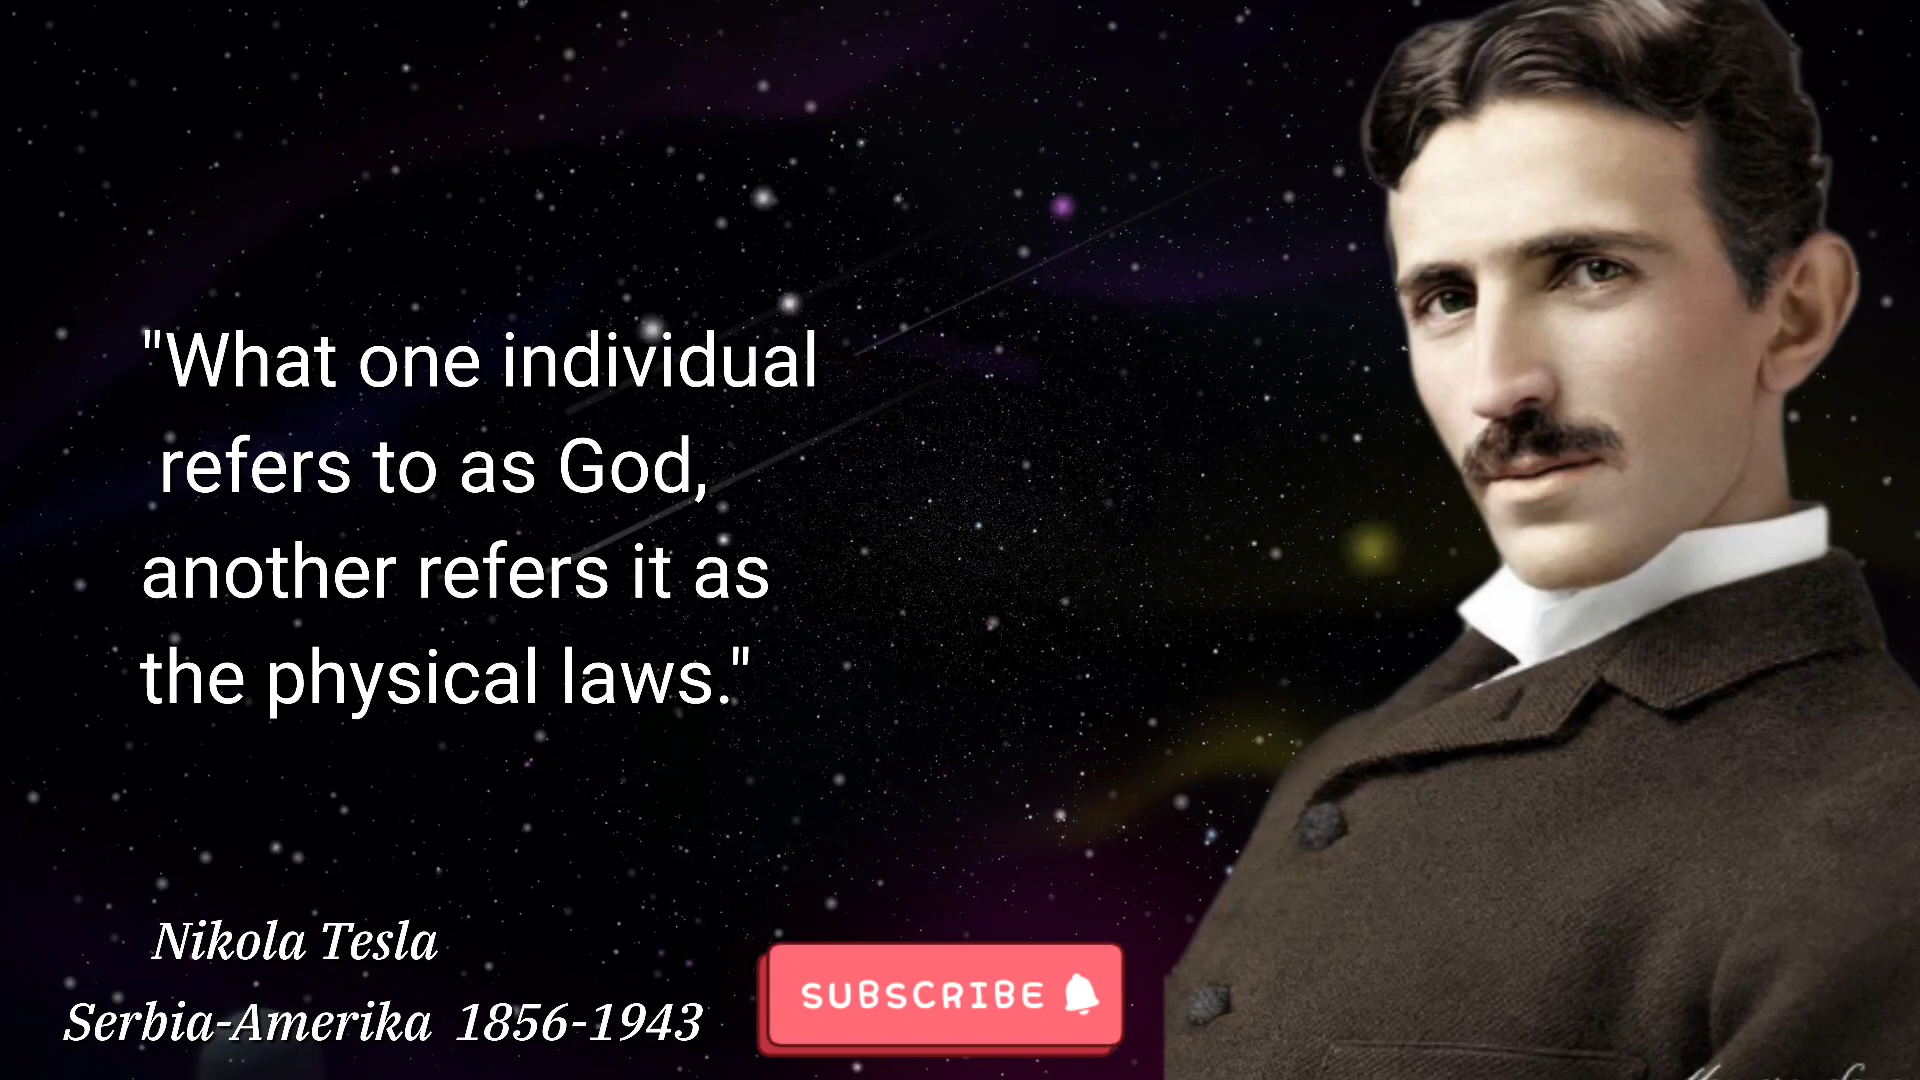 "What one individual
refers to as God,
another refers it as
the physical laws."
Nikola Tesla
Serbia-Amerika 1856-1943
SUBSCRIBE